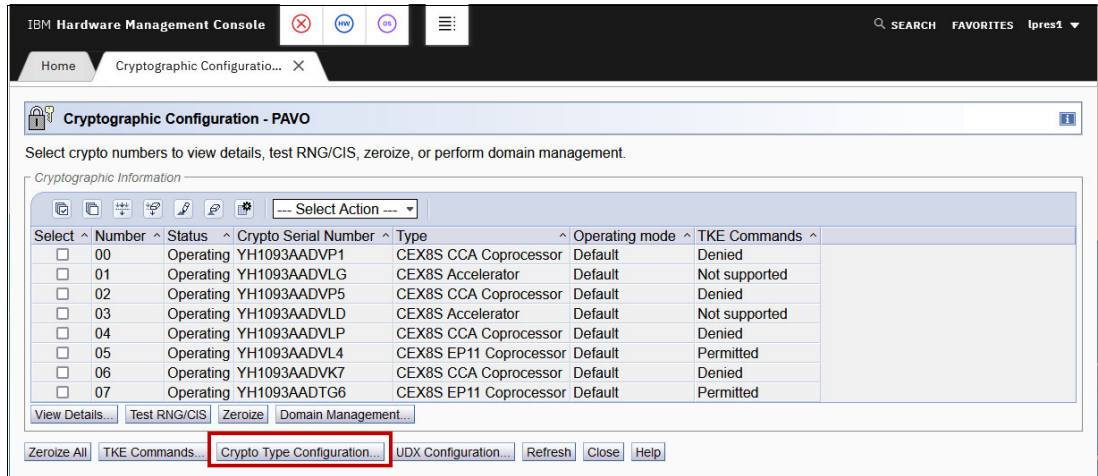 IBM Hardware Management Console HW OS SEARCH FAVORITES lpres1
Home Cryptographic Configuratio...
Cryptographic Configuration - PAVO
Select crypto numbers to view details, test RNG/CIS, zeroize, or perform domain management.
Cryptographic Information
--- Select Action ---
Select Number Status Crypto Serial Number Type Operating mode TKE Commands
00 Operating YH1093AADVP1 CEX8S CCA Coprocessor Default Denied
01 Operating YH1093AADVLG CEX8S Accelerator Default Not supported
02 Operating YH1093AADVP5 CEX8S CCA Coprocessor Default Denied
03 Operating YH1093AADVLD CEX8S Accelerator Default Not supported
04 Operating YH1093AADVLP CEX8S CCA Coprocessor Default Denied
05 Operating YH1093AADVL4 CEX8S EP11 Coprocessor Default Permitted
06 Operating YH1093AADVK7 CEX8S CCA Coprocessor Default Denied
07 Operating YH1093AADTG6 CEX8S EP11 Coprocessor Default Permitted
View Details... Test RNG/CIS Zeroize Domain Management...
Zeroize All TKE Commands... Crypto Type Configuration... UDX Configuration... Refresh Close Help